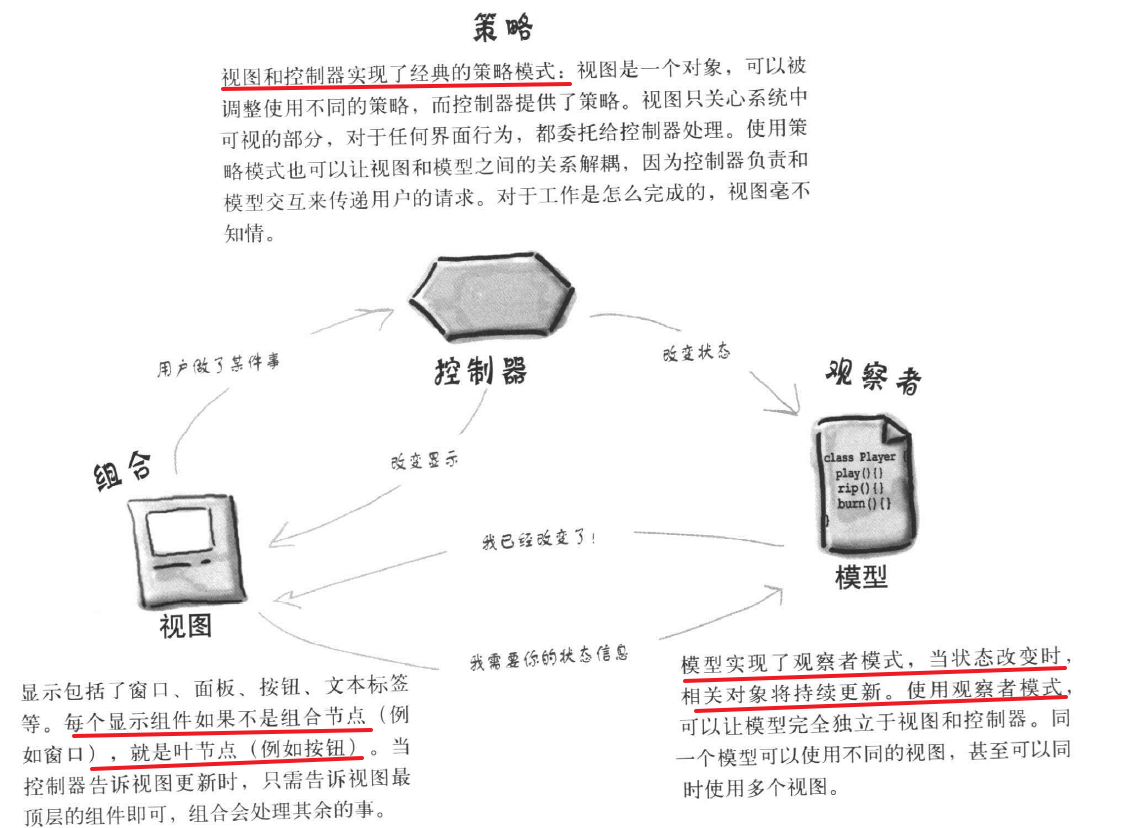 策略
视图和控制器实现了经典的策略模式：视图是一个对象，可以被
调整使用不同的策略，而控制器提供了策略。视图只关心系统中
可视的部分，对于任何界面行为，都委托给控制器处理。使用策
略模式也可以让视图和模型之间的关系解耦，因为控制器负责和
模型交互来传递用户的请求。对于工作是怎么完成的，视图毫不
知情。
用户做了某件事
控制器
改变状态
观察者
组合
改变显示
class Player {
play(){}
rip(){}
burn(){}
}
我已经改变了！
模型
视图
我需要你的状态信息
显示包括了窗口、面板、按钮、文本标签
等。每个显示组件如果不是组合节点（例
如窗口），就是叶节点（例如按钮）。当
控制器告诉视图更新时，只需告诉视图最
顶层的组件即可，组合会处理其余的事。
模型实现了观察者模式，当状态改变时，
相关对象将持续更新。使用观察者模式，
可以让模型完全独立于视图和控制器。同
一个模型可以使用不同的视图，甚至可以同
时使用多个视图。